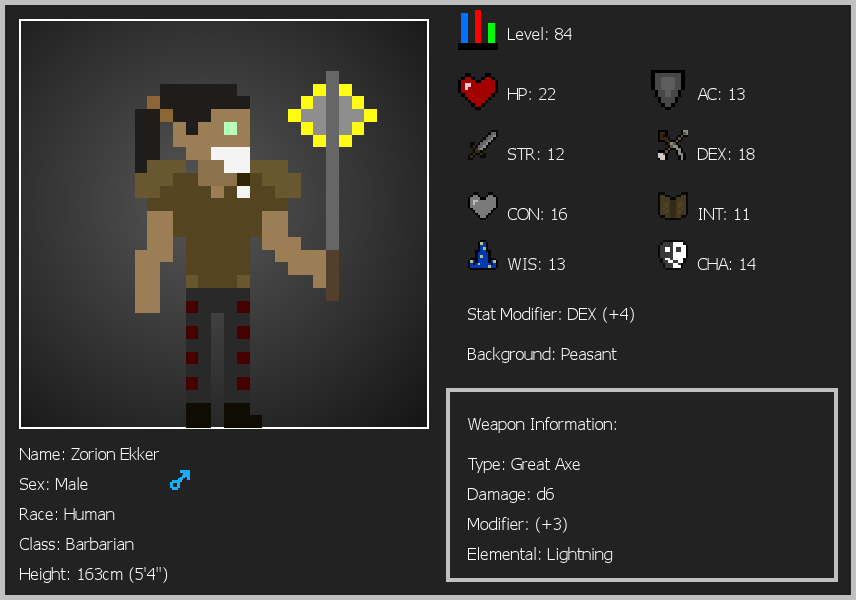 Level: 84
HP: 22
AC: 13
STR: 12
DEX: 18
CON: 16
INT: 11
WIS: 13
CHA: 14
Stat Modifier: DEX (+4)
Background: Peasant
Weapon Information:
Type: Great Axe
Damage: d6
Modifier: (+3)
Elemental: Lightning
Name: Zorion Ekker
Sex: Male
Race: Human
Class: Barbarian
Height: 163cm (5'4")